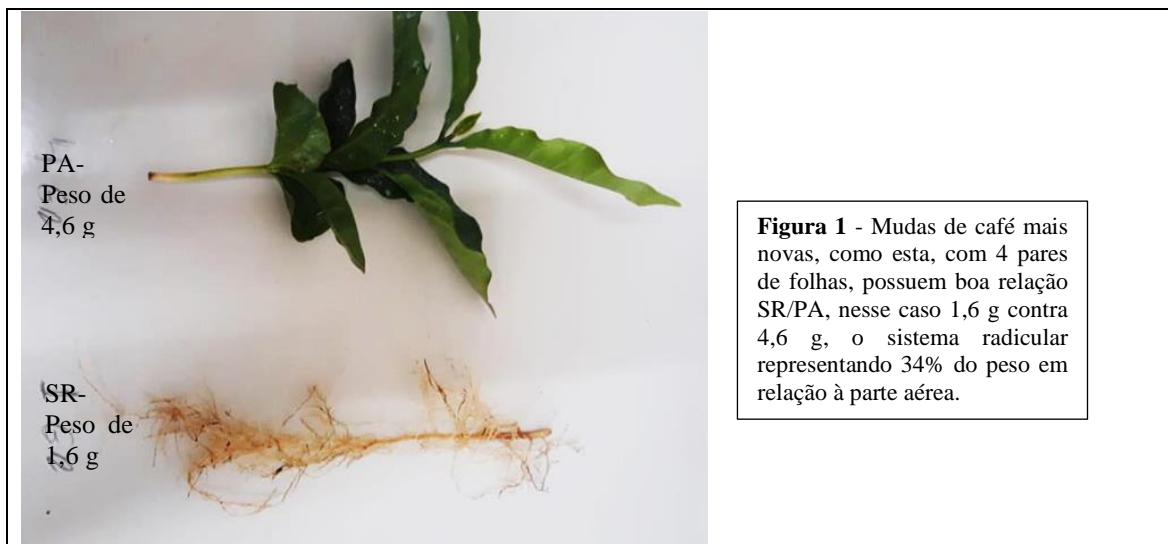 PA-
Peso de
4,6 g
SR-
Peso de
1,6 g
Figura 1 - Mudas de café mais
novas, como esta, com 4 pares
de folhas, possuem boa relação
SR/PA, nesse caso 1,6 g contra
4,6 g, o sistema radicular
representando 34% do peso em
relação à parte aérea.